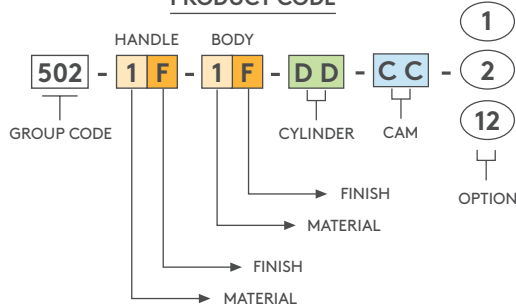 PRODUCT CODE
HANDLE BODY
1
502 - 1 F - 1 F - D D - C C - 2
12
GROUP CODE CYLINDER CAM
OPTION
FINISH
MATERIAL
FINISH
MATERIAL